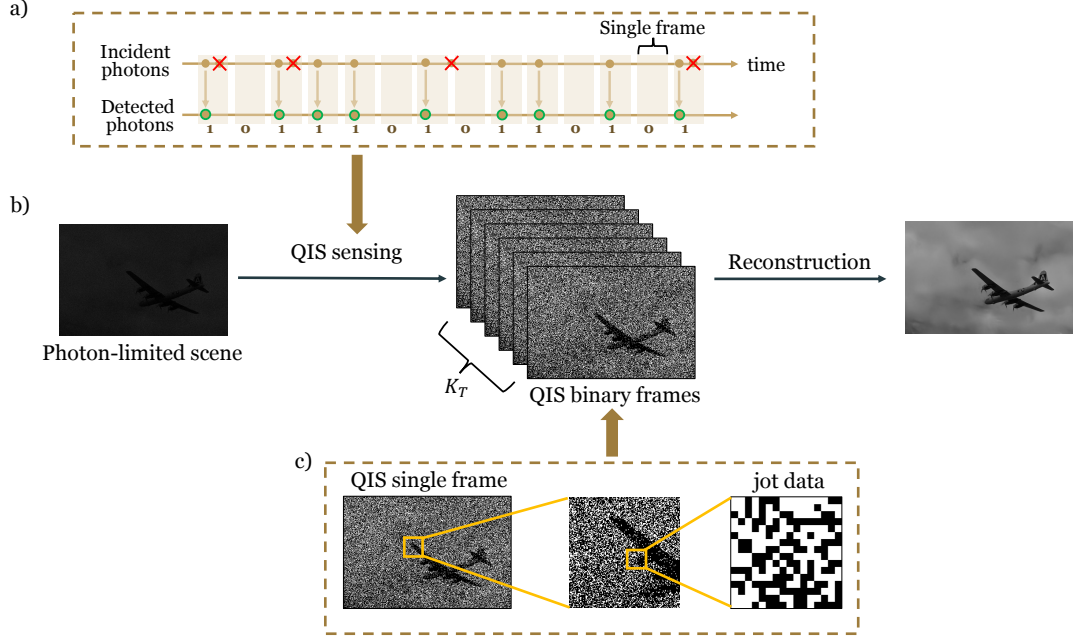 a)
Single frame
Incident
photons
time
Detected
photons
1 0 1 1 1 0 1 0 1 1 0 1 0 1
b)
QIS sensing
Reconstruction
Photon-limited scene
K_T
QIS binary frames
c)
QIS single frame
jot data